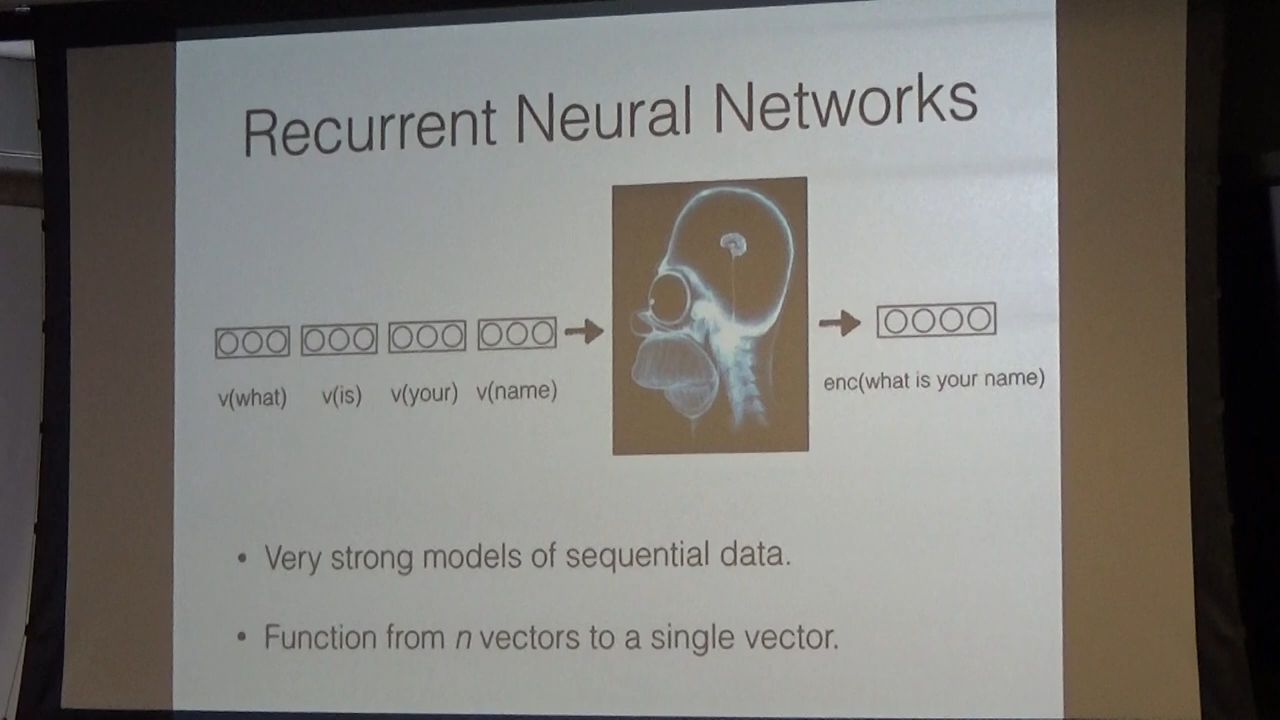 Recurrent Neural Networks
v(what) v(is) v(your) v(name)
enc(what is your name)
• Very strong models of sequential data.
• Function from n vectors to a single vector.